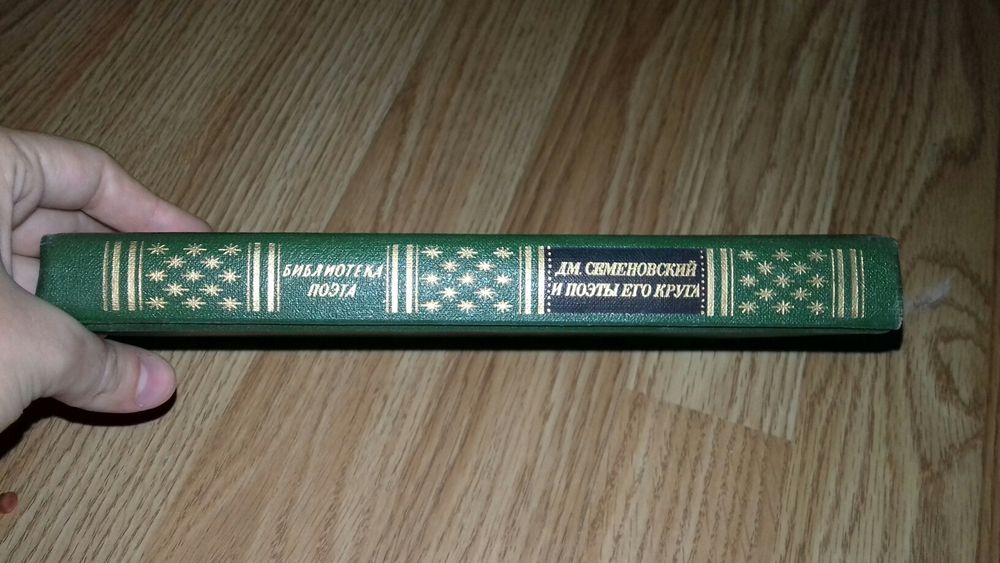 БИБЛИОТЕКА
ПОЭТА
ДМ. СЕМЕНОВСКИЙ
И ПОЭТЫ ЕГО КРУГА